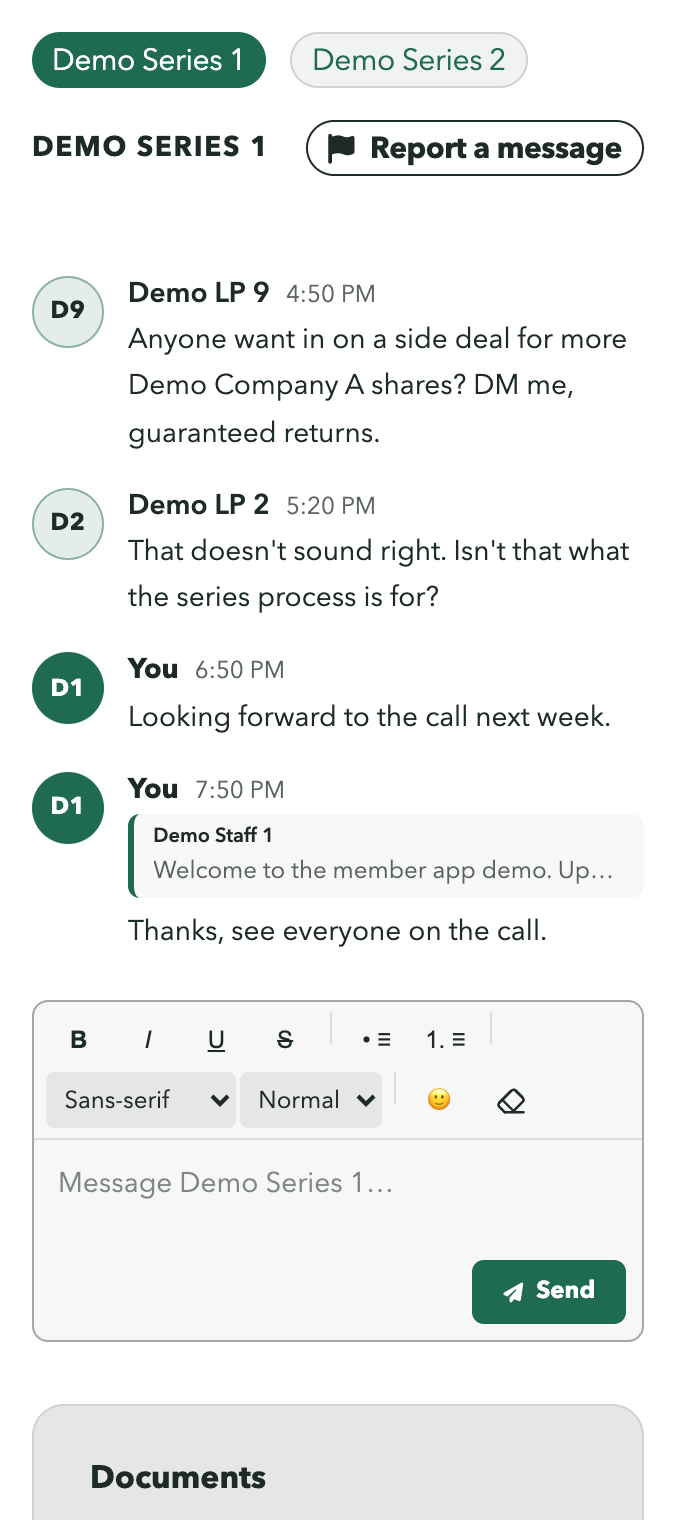 Demo Series 1
Demo Series 2
DEMO SERIES 1
Report a message
D9
Demo LP 9 4:50 PM
Anyone want in on a side deal for more
Demo Company A shares? DM me,
guaranteed returns.
D2
Demo LP 2 5:20 PM
That doesn't sound right. Isn't that what
the series process is for?
D1
You 6:50 PM
Looking forward to the call next week.
D1
You 7:50 PM
Demo Staff 1
Welcome to the member app demo. Up…
Thanks, see everyone on the call.
B I U S • ≡ 1. ≡
Sans-serif Normal
Message Demo Series 1…
Send
Documents